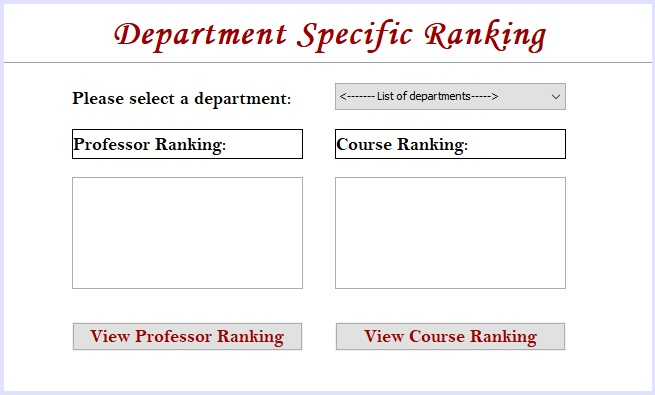 Department Specific Ranking
Please select a department:
<------- List of departments----->
Professor Ranking:
Course Ranking:
View Professor Ranking
View Course Ranking